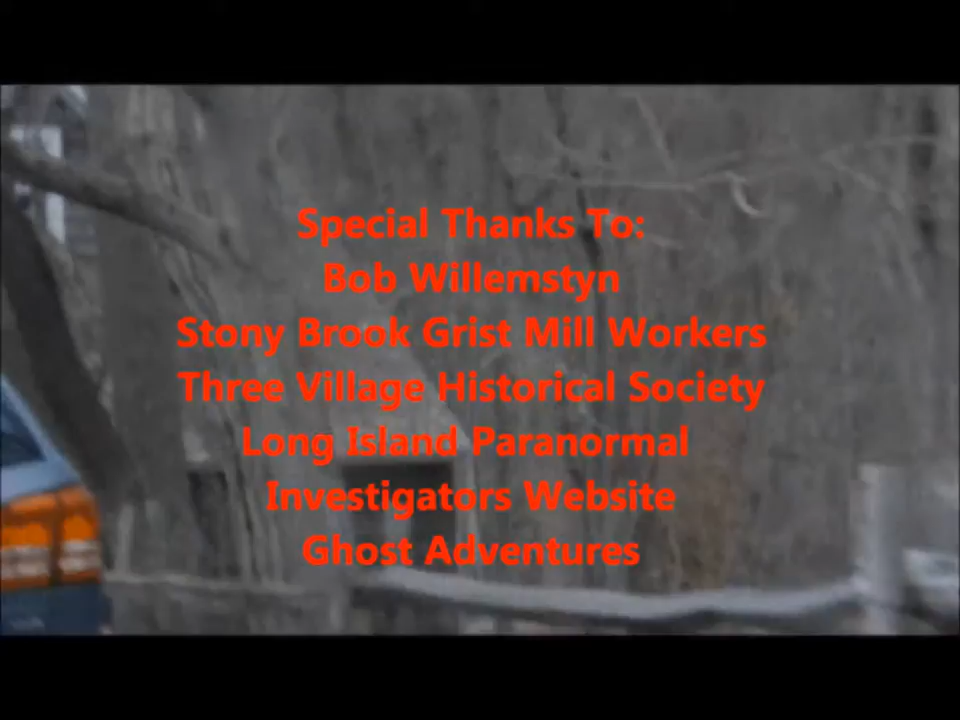 Special Thanks To:
Bob Willemstyn
Stony Brook Grist Mill Workers
Three Village Historical Society
Long Island Paranormal
Investigators Website
Ghost Adventures